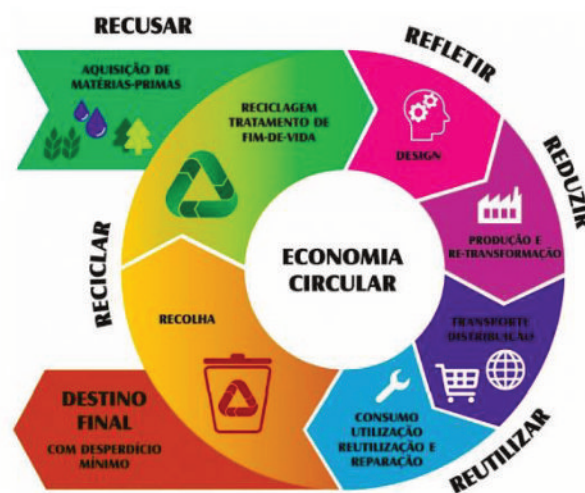 RECUSAR
AQUISIÇÃO DE
MATÉRIAS-PRIMAS
RECICLAGEM
TRATAMENTO DE
FIM-DE-VIDA
REFLETIR
DESIGN
REDUZIR
PRODUÇÃO E
RE-TRANSFORMAÇÃO
ECONOMIA
CIRCULAR
TRANSPORTE
DISTRIBUIÇÃO
REUTILIZAR
CONSUMO
UTILIZAÇÃO
REUTILIZAÇÃO E
REPARAÇÃO
RECICLAR
RECOLHA
DESTINO
FINAL
COM DESPERDÍCIO
MÍNIMO